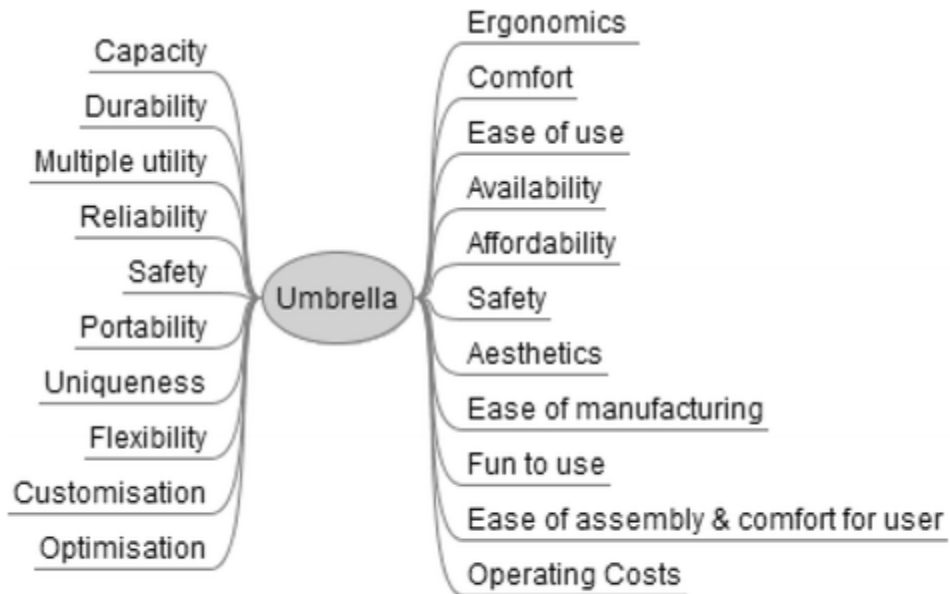 Capacity
Durability
Multiple utility
Reliability
Safety
Portability
Uniqueness
Flexibility
Customisation
Optimisation
Umbrella
Ergonomics
Comfort
Ease of use
Availability
Affordability
Safety
Aesthetics
Ease of manufacturing
Fun to use
Ease of assembly & comfort for user
Operating Costs